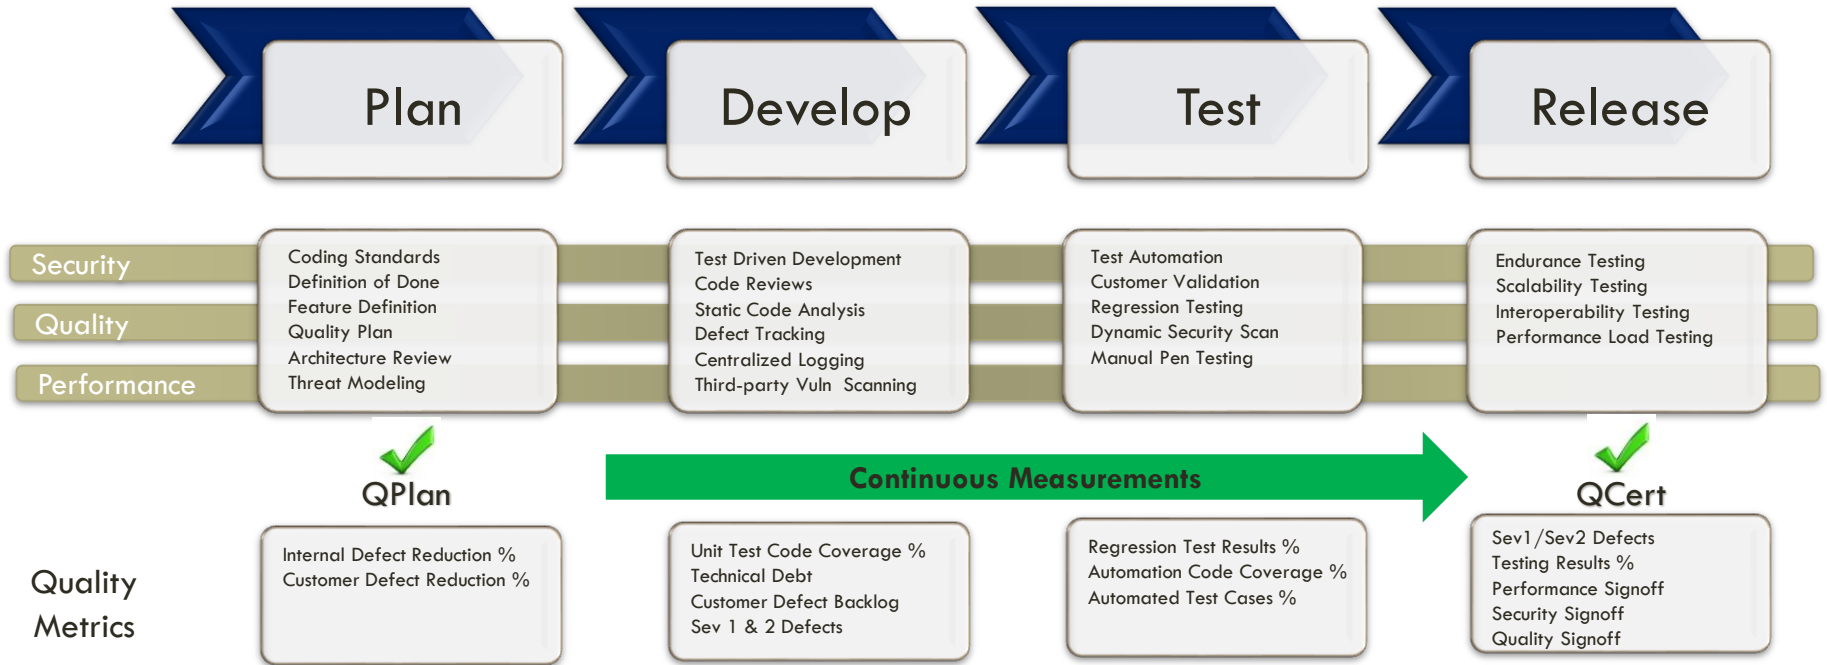 Plan
Develop
Test
Release
Security
Quality
Performance
Coding Standards
Definition of Done
Feature Definition
Quality Plan
Architecture Review
Threat Modeling
Test Driven Development
Code Reviews
Static Code Analysis
Defect Tracking
Centralized Logging
Third-party Vuln Scanning
Test Automation
Customer Validation
Regression Testing
Dynamic Security Scan
Manual Pen Testing
Endurance Testing
Scalability Testing
Interoperability Testing
Performance Load Testing
QPlan
Continuous Measurements
QCert
Quality
Metrics
Internal Defect Reduction %
Customer Defect Reduction %
Unit Test Code Coverage %
Technical Debt
Customer Defect Backlog
Sev 1 & 2 Defects
Regression Test Results %
Automation Code Coverage %
Automated Test Cases %
Sev1/Sev2 Defects
Testing Results %
Performance Signoff
Security Signoff
Quality Signoff